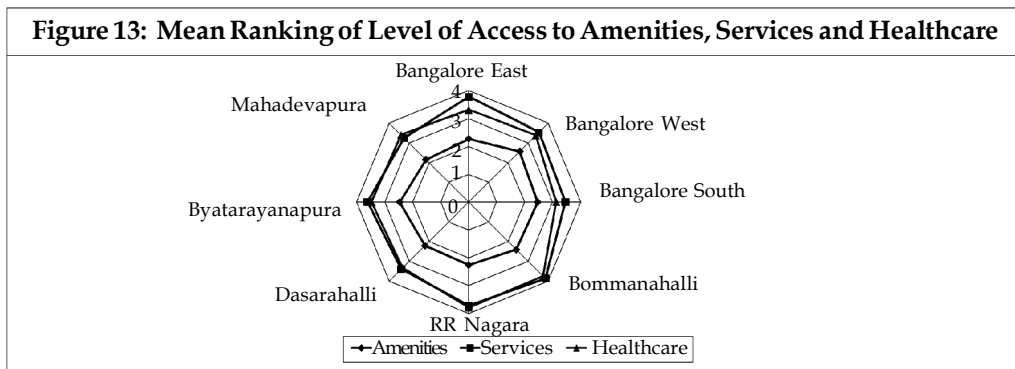 Figure 13: Mean Ranking of Level of Access to Amenities, Services and Healthcare
Bangalore East
Mahadevapura
Bangalore West
Byatarayanapura
Bangalore South
Dasarahalli
Bommanahalli
RR Nagara
4
3
2
1
0
Amenities Services Healthcare